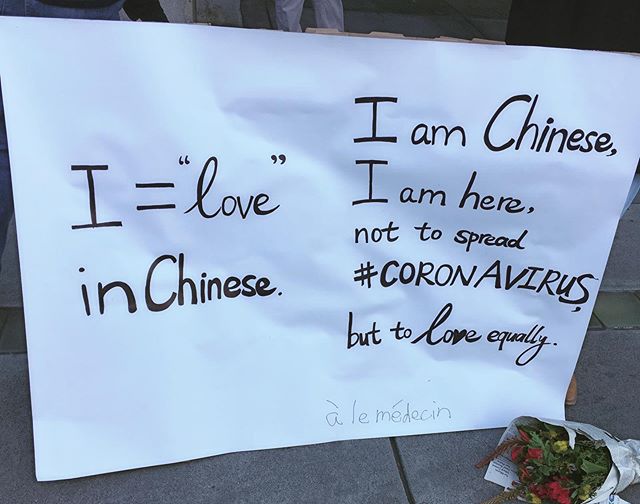 I = "love"
in Chinese.
I am Chinese,
I am here,
not to spread
#CORONAVIRUS,
but to love equally.
à le médecin